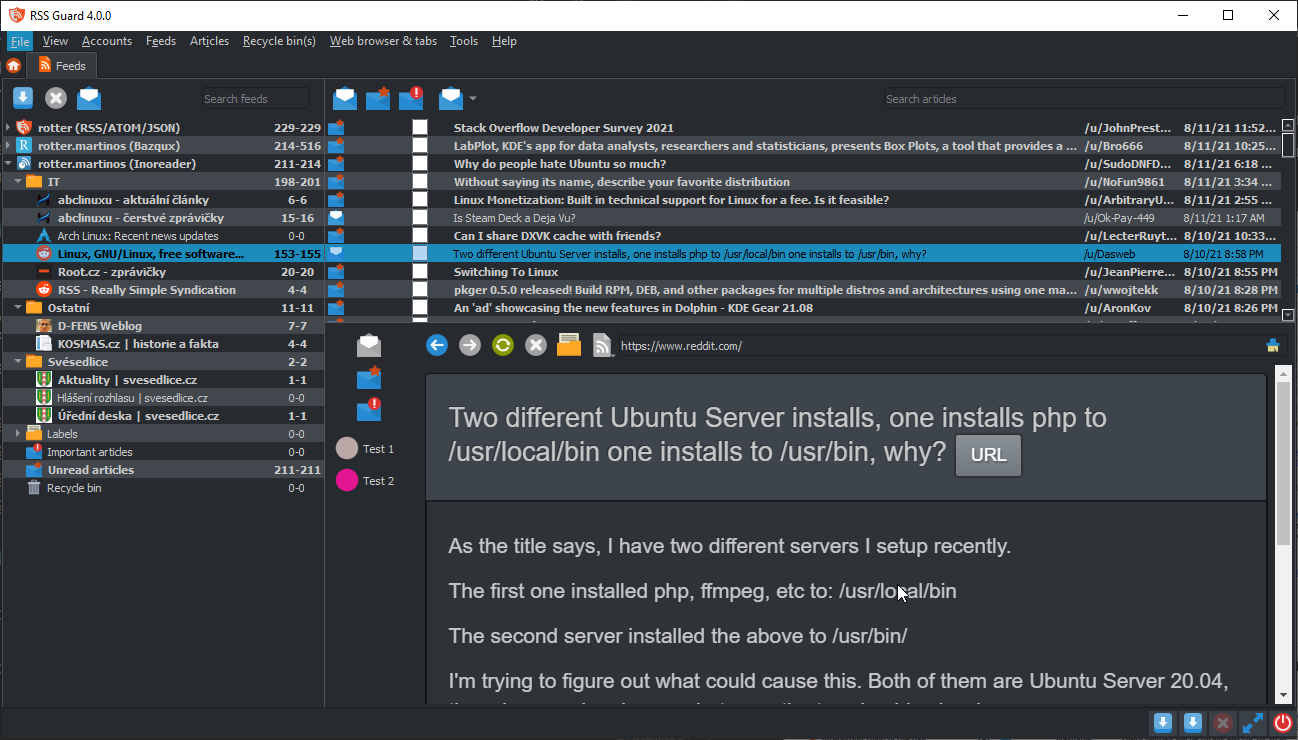 RSS Guard 4.0.0
File View Accounts Feeds Articles Recycle bin(s) Web browser & tabs Tools Help
Feeds
Search feeds
Search articles
rotter (RSS/ATOM/JSON) 229-229
rotter.martinos (Bazqux) 214-516
rotter.martinos (Inoreader) 211-214
IT 198-201
abclinuxu - aktuální články 6-6
abclinuxu - čerstvé zprávičky 15-16
Arch Linux: Recent news updates 0-0
Linux, GNU/Linux, free software... 153-155
Root.cz - zprávičky 20-20
RSS - Really Simple Syndication 4-4
Ostatní 11-11
D-FENS Weblog 7-7
KOSMAS.cz | historie a fakta 4-4
Svésedlice 2-2
Aktuality | svesedlice.cz 1-1
Hlášení rozhlasu | svesedlice.cz 0-0
Úřední deska | svesedlice.cz 1-1
Labels 0-0
Important articles 0-0
Unread articles 211-211
Recycle bin 0-0
Stack Overflow Developer Survey 2021 /u/JohnPrest... 8/11/21 11:52...
LabPlot, KDE's app for data analysts, researchers and statisticians, presents Box Plots, a tool that provides a ... /u/Bro666 8/11/21 10:25...
Why do people hate Ubuntu so much? /u/SudoDNFD... 8/11/21 6:18 ...
Without saying its name, describe your favorite distribution /u/NoFun9861 8/11/21 3:34 ...
Linux Monetization: Built in technical support for Linux for a fee. Is it feasible? /u/ArbitraryU... 8/11/21 2:55 ...
Is Steam Deck a Deja Vu? /u/Ok-Pay-449 8/11/21 1:17 AM
Can I share DXVK cache with friends? /u/LecterRuyt... 8/10/21 10:33...
Two different Ubuntu Server installs, one installs php to /usr/local/bin one installs to /usr/bin, why? /u/Dasweb 8/10/21 8:58 PM
Switching To Linux /u/JeanPierre... 8/10/21 8:55 PM
pkger 0.5.0 released! Build RPM, DEB, and other packages for multiple distros and architectures using one ma... /u/wwojtekk 8/10/21 8:28 PM
An 'ad' showcasing the new features in Dolphin - KDE Gear 21.08 /u/AronKov 8/10/21 8:26 PM
Test 1
Test 2
https://www.reddit.com/
Two different Ubuntu Server installs, one installs php to
/usr/local/bin one installs to /usr/bin, why? URL
As the title says, I have two different servers I setup recently.
The first one installed php, ffmpeg, etc to: /usr/local/bin
The second server installed the above to /usr/bin/
I'm trying to figure out what could cause this. Both of them are Ubuntu Server 20.04,